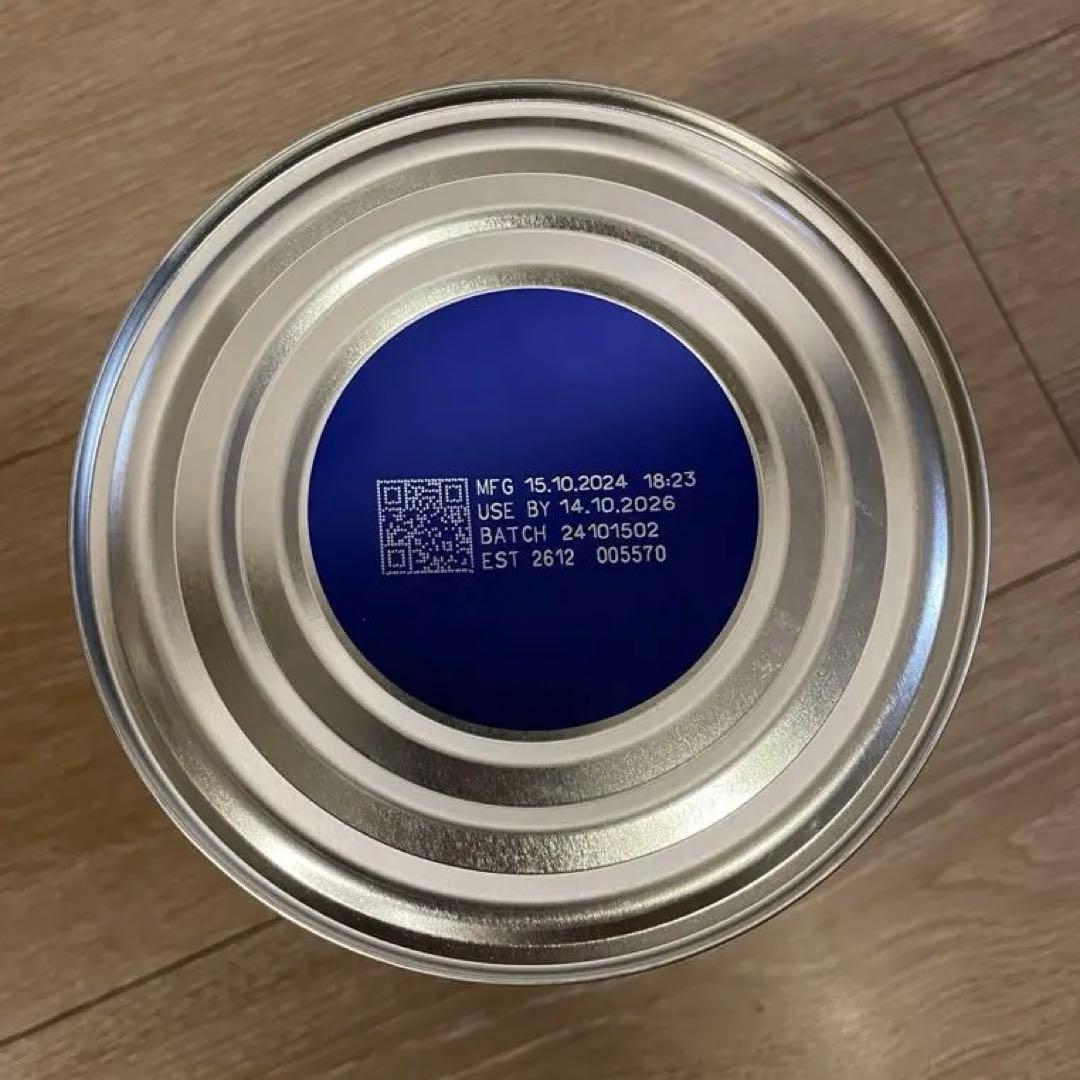 MFG 15.10.2024 18:23
USE BY 14.10.2026
BATCH 24101502
EST 2612 005570